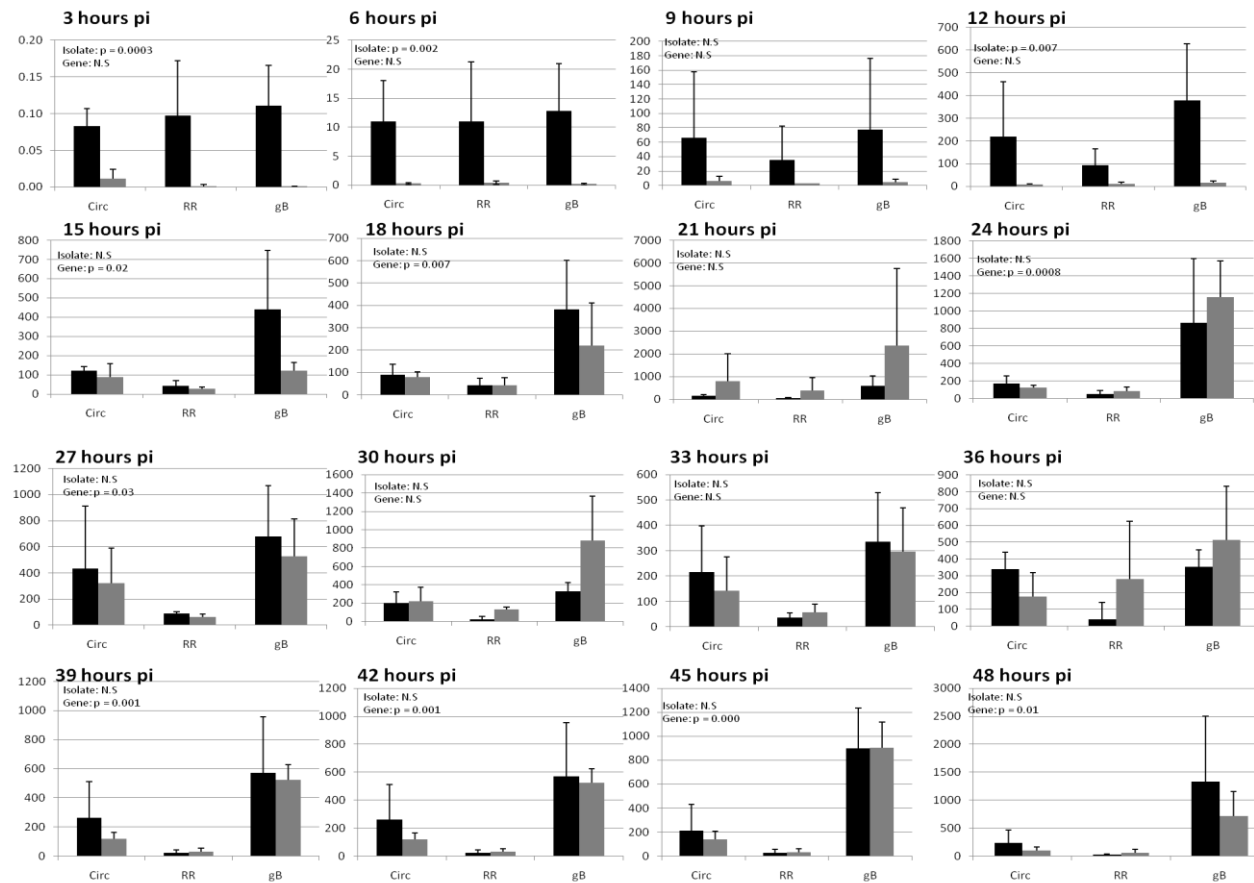 3 hours pi
Isolate: p = 0.0003
Gene: N.S
0.20
0.15
0.10
0.05
0.00
Circ RR gB
6 hours pi
Isolate: p = 0.002
Gene: N.S
25
20
15
10
5
0
Circ RR gB
9 hours pi
Isolate: N.S
Gene: N.S
200
180
160
140
120
100
80
60
40
20
0
Circ RR gB
12 hours pi
Isolate: p = 0.007
Gene: N.S
700
600
500
400
300
200
100
0
Circ RR gB
15 hours pi
Isolate: N.S
Gene: p = 0.02
800
700
600
500
400
300
200
100
0
Circ RR gB
18 hours pi
Isolate: N.S
Gene: p = 0.007
700
600
500
400
300
200
100
0
Circ RR gB
21 hours pi
Isolate: N.S
Gene: N.S
7000
6000
5000
4000
3000
2000
1000
0
Circ RR gB
24 hours pi
Isolate: N.S
Gene: p = 0.0008
1800
1600
1400
1200
1000
800
600
400
200
0
Circ RR gB
27 hours pi
Isolate: N.S
Gene: p = 0.03
1200
1000
800
600
400
200
0
Circ RR gB
30 hours pi
Isolate: N.S
Gene: N.S
1600
1400
1200
1000
800
600
400
200
0
Circ RR gB
33 hours pi
Isolate: N.S
Gene: N.S
600
500
400
300
200
100
0
Circ RR gB
36 hours pi
Isolate: N.S
Gene: N.S
900
800
700
600
500
400
300
200
100
0
Circ RR gB
39 hours pi
Isolate: N.S
Gene: p = 0.001
1200
1000
800
600
400
200
0
Circ RR gB
42 hours pi
Isolate: N.S
Gene: p = 0.001
1200
1000
800
600
400
200
0
Circ RR gB
45 hours pi
Isolate: N.S
Gene: p = 0.000
1400
1200
1000
800
600
400
200
0
Circ RR gB
48 hours pi
Isolate: N.S
Gene: p = 0.01
3000
2500
2000
1500
1000
500
0
Circ RR gB